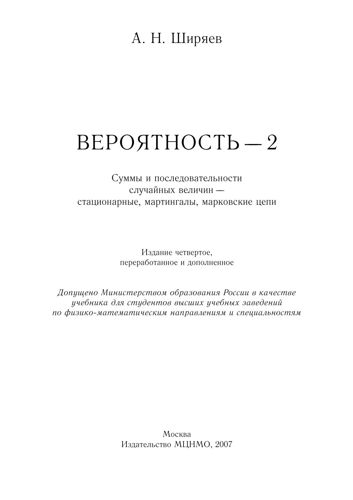 А. Н. Ширяев
ВЕРОЯТНОСТЬ — 2
Суммы и последовательности
случайных величин —
стационарные, мартингалы, марковские цепи
Издание четвертое,
переработанное и дополненное
Допущено Министерством образования России в качестве
учебника для студентов высших учебных заведений
по физико-математическим направлениям и специальностям
Москва
Издательство МЦНМО, 2007